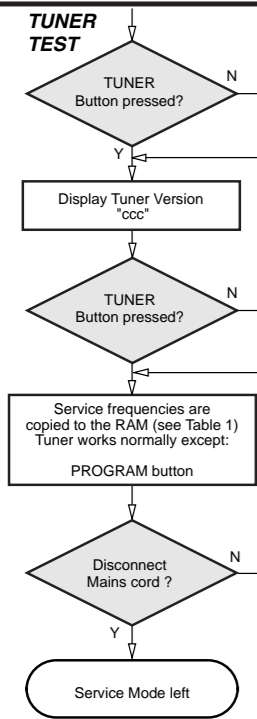 TUNER
TEST
TUNER
Button pressed?
N
Y
Display Tuner Version
"ccc"
TUNER
Button pressed?
N
Y
Service frequencies are
copied to the RAM (see Table 1)
Tuner works normally except:
PROGRAM button
Disconnect
Mains cord ?
N
Y
Service Mode left